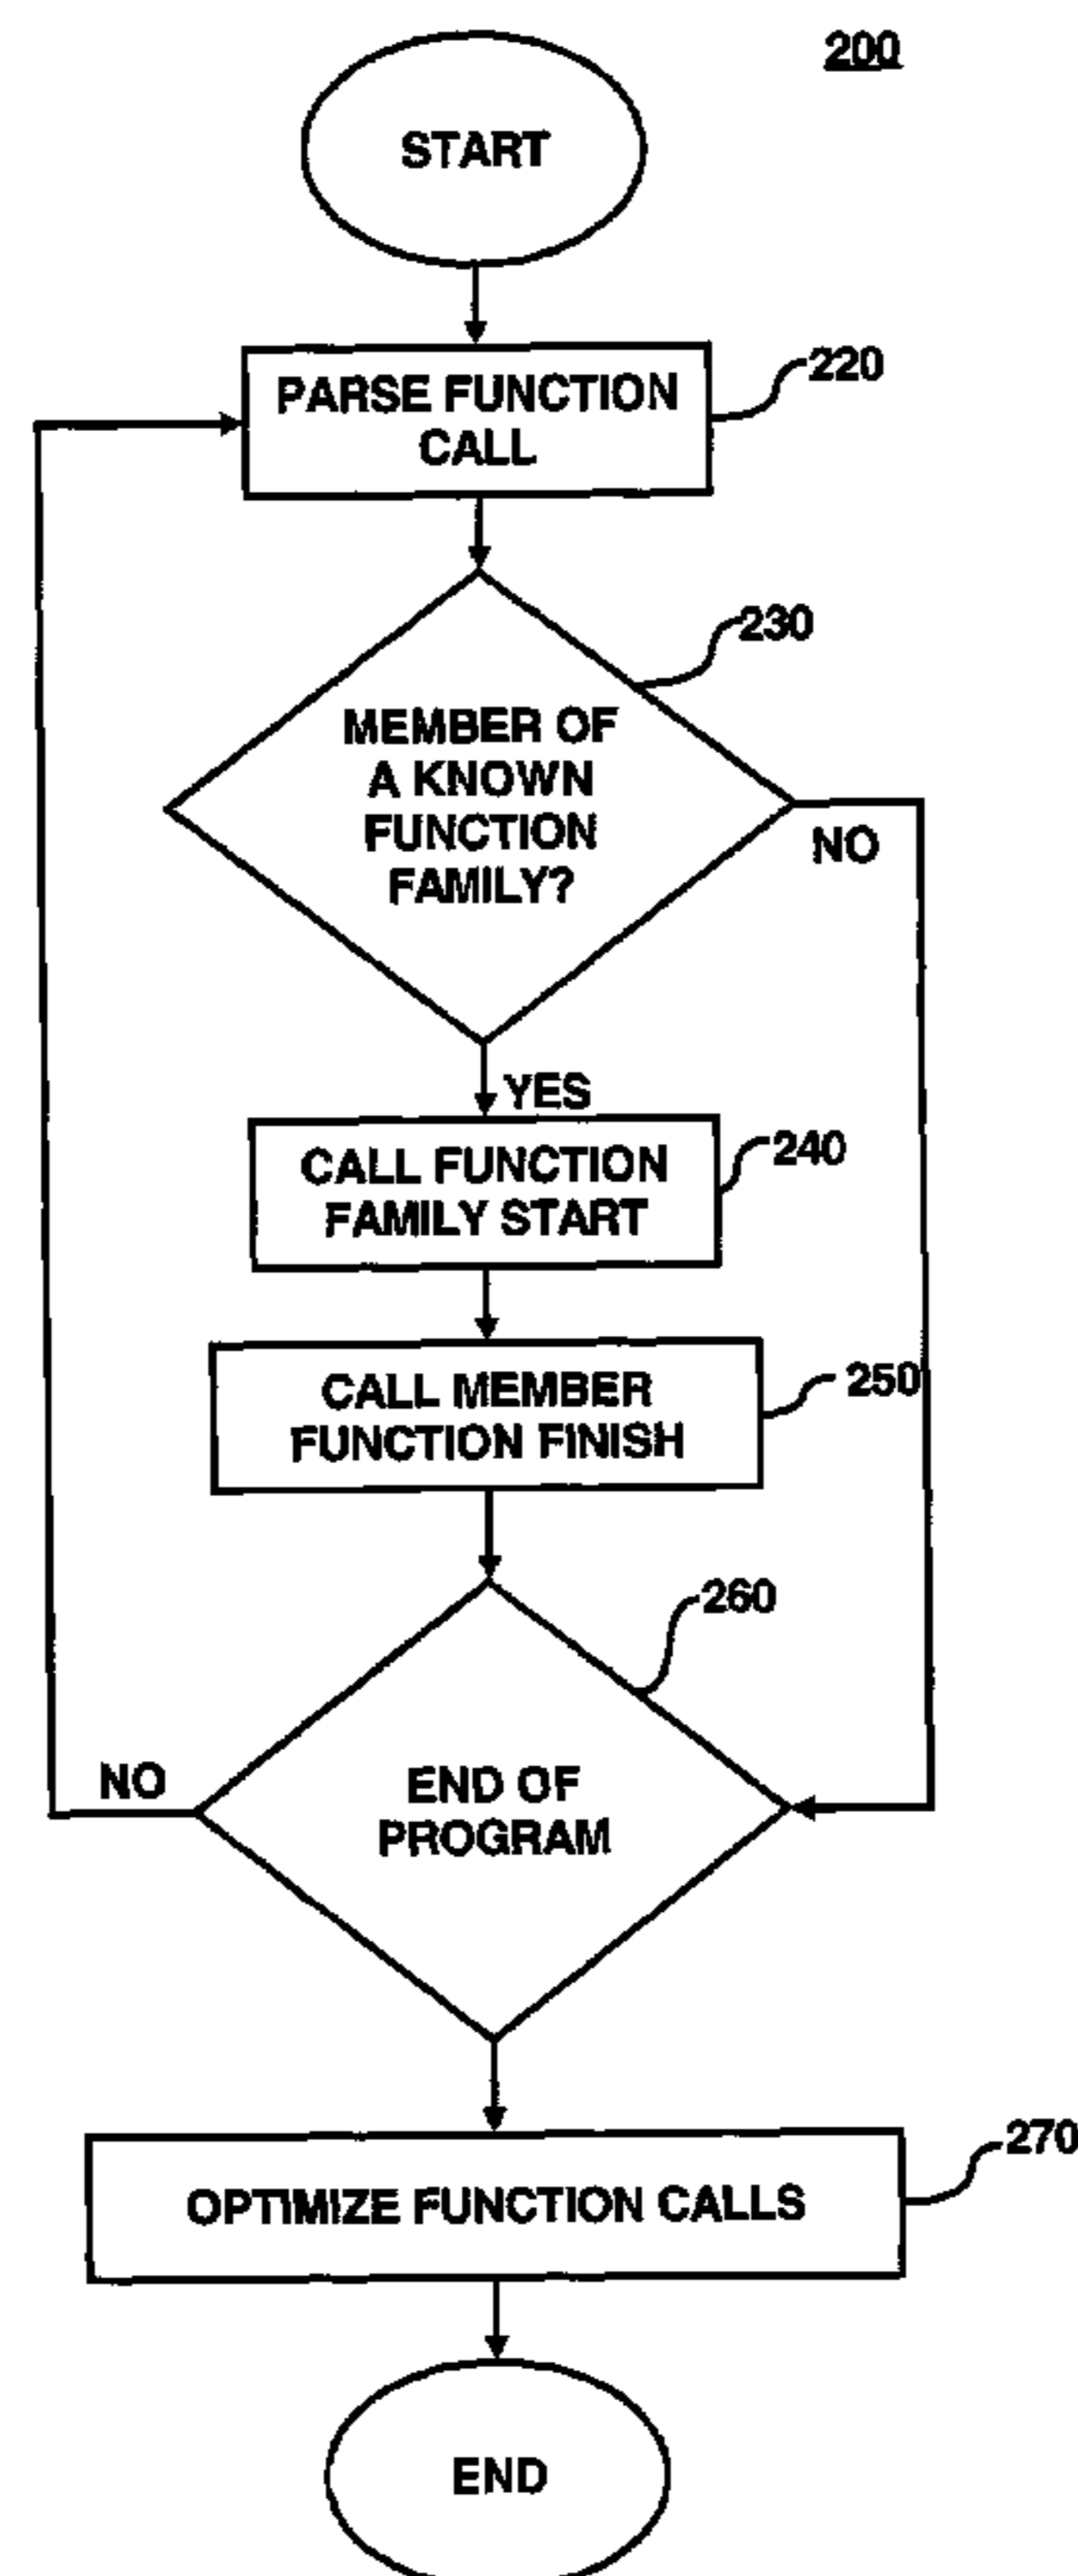 200
START
PARSE FUNCTION
CALL
220
230
MEMBER OF
A KNOWN
FUNCTION
FAMILY?
NO
YES
CALL FUNCTION
FAMILY START
240
CALL MEMBER
FUNCTION FINISH
250
260
END OF
PROGRAM
NO
OPTIMIZE FUNCTION CALLS
270
END